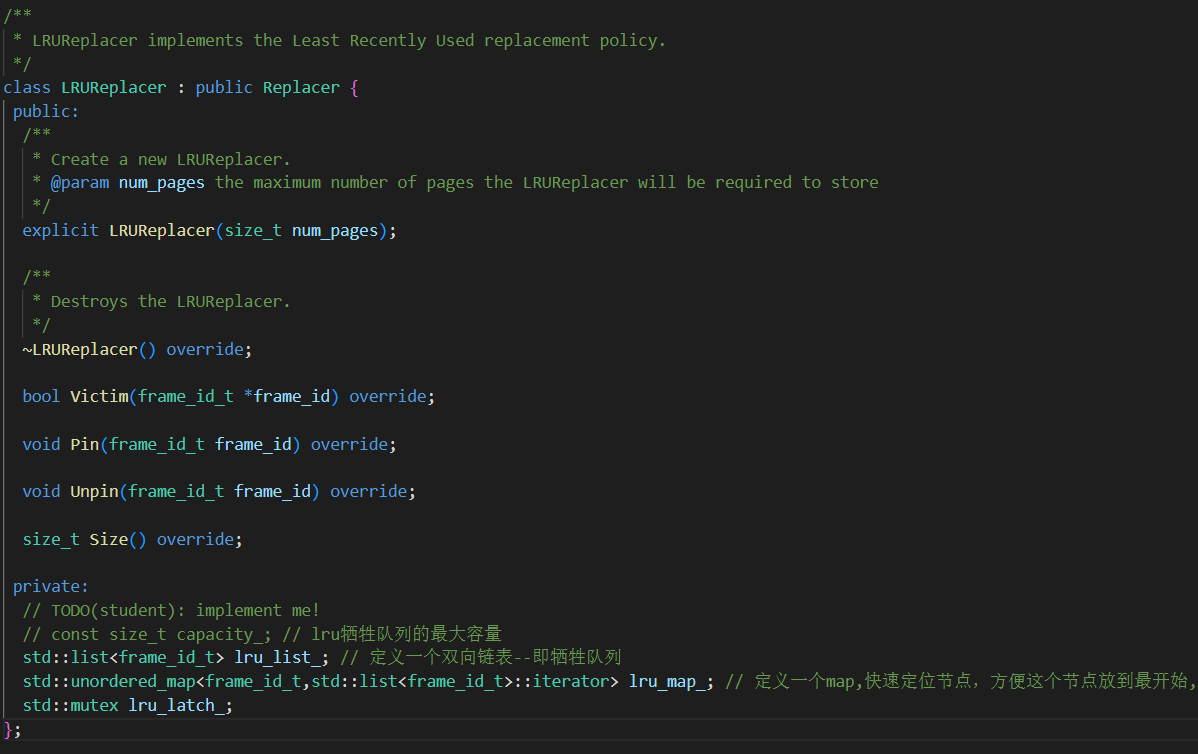 /**
 * LRUReplacer implements the Least Recently Used replacement policy.
 */
class LRUReplacer : public Replacer {
 public:
  /**
   * Create a new LRUReplacer.
   * @param num_pages the maximum number of pages the LRUReplacer will be required to store
   */
  explicit LRUReplacer(size_t num_pages);

  /**
   * Destroys the LRUReplacer.
   */
  ~LRUReplacer() override;

  bool Victim(frame_id_t *frame_id) override;

  void Pin(frame_id_t frame_id) override;

  void Unpin(frame_id_t frame_id) override;

  size_t Size() override;

 private:
  // TODO(student): implement me!
  // const size_t capacity_; // lru牺牲队列的最大容量
  std::list<frame_id_t> lru_list_; // 定义一个双向链表--即牺牲队列
  std::unordered_map<frame_id_t,std::list<frame_id_t>::iterator> lru_map_; // 定义一个map,快速定位节点，方便这个节点放到最开始,
  std::mutex lru_latch_;
};